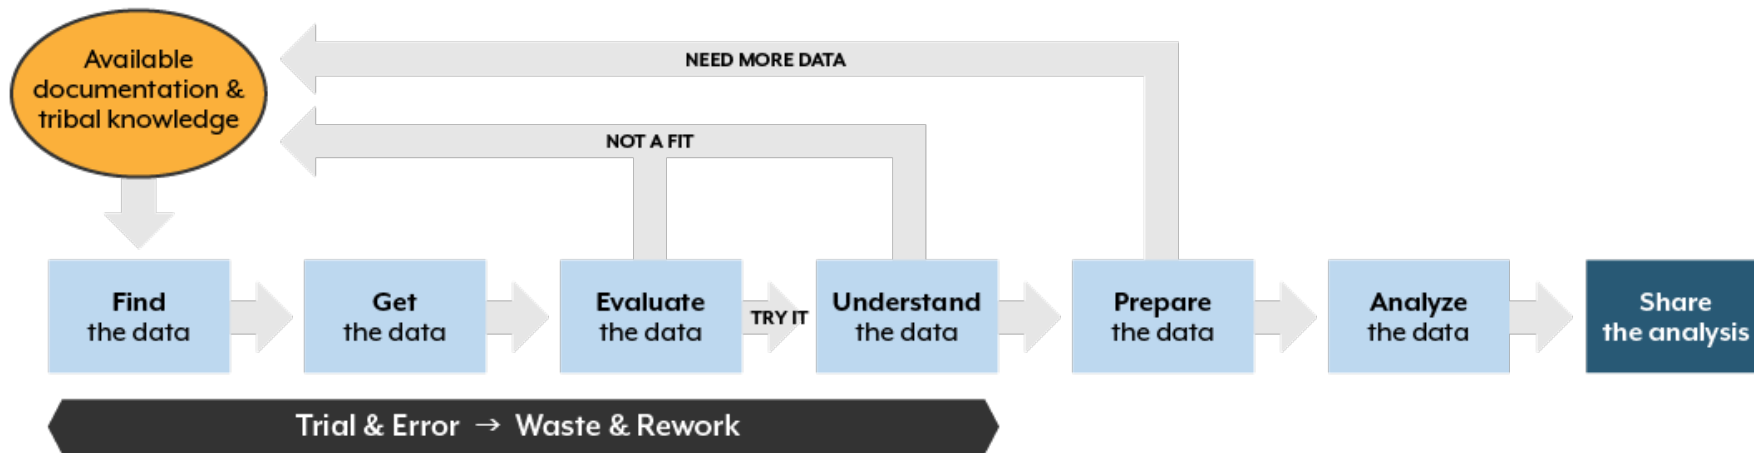 Available
documentation &
tribal knowledge
NEED MORE DATA
NOT A FIT
Find
the data
Get
the data
Evaluate
the data
TRY IT
Understand
the data
Prepare
the data
Analyze
the data
Share
the analysis
Trial & Error → Waste & Rework